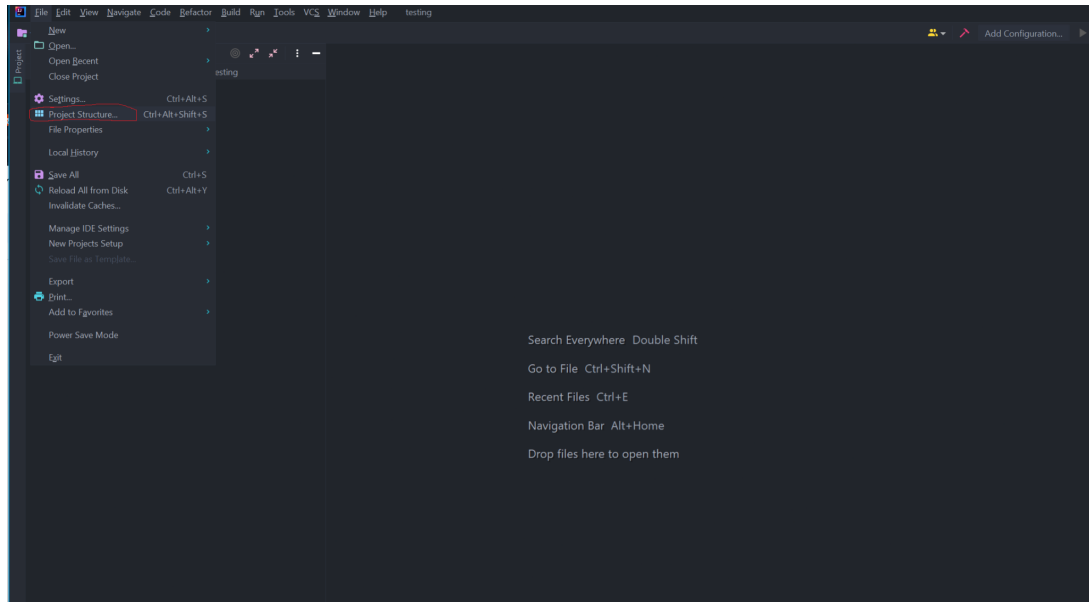 File Edit View Navigate Code Refactor Build Run Tools VCS Window Help testing
New
Open...
Open Recent
Close Project
Settings... Ctrl+Alt+S
Project Structure... Ctrl+Alt+Shift+S
File Properties
Local History
Save All Ctrl+S
Reload All from Disk Ctrl+Alt+Y
Invalidate Caches...
Manage IDE Settings
New Projects Setup
Save File as Template...
Export
Print...
Add to Favorites
Power Save Mode
Exit
Project
esting
Add Configuration...
Search Everywhere Double Shift
Go to File Ctrl+Shift+N
Recent Files Ctrl+E
Navigation Bar Alt+Home
Drop files here to open them